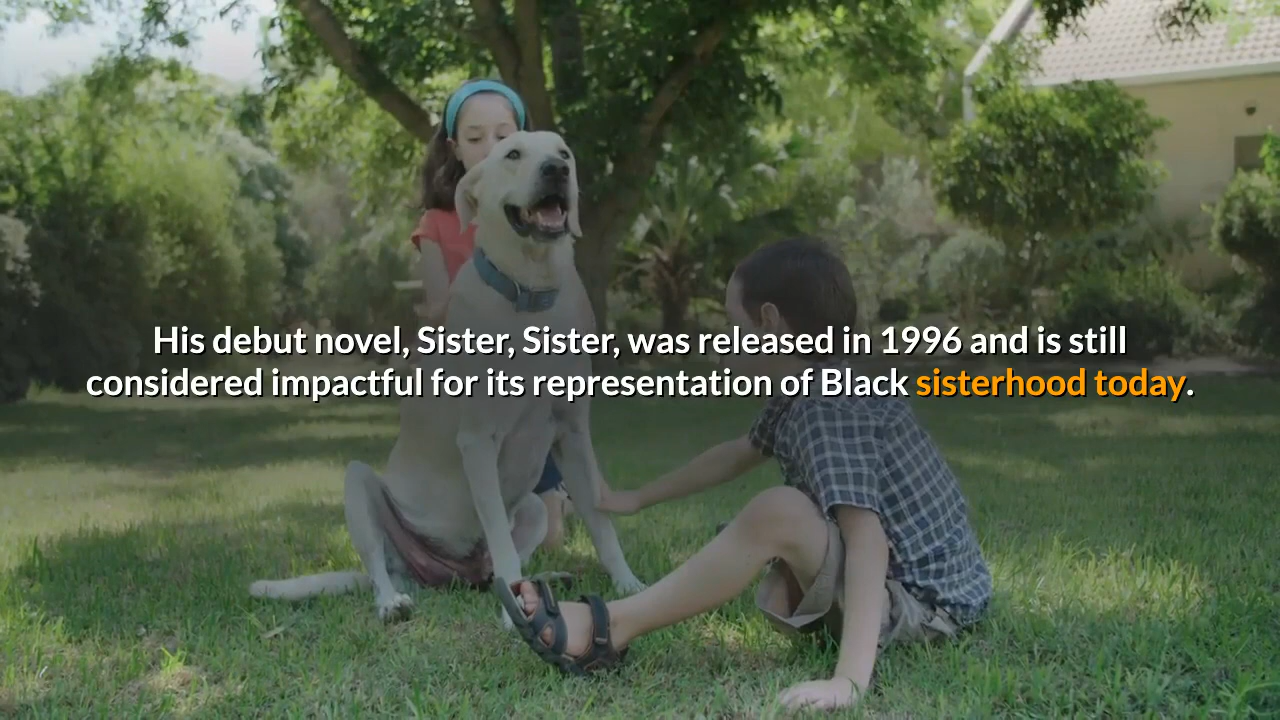 His debut novel, Sister, Sister, was released in 1996 and is still
considered impactful for its representation of Black sisterhood today.